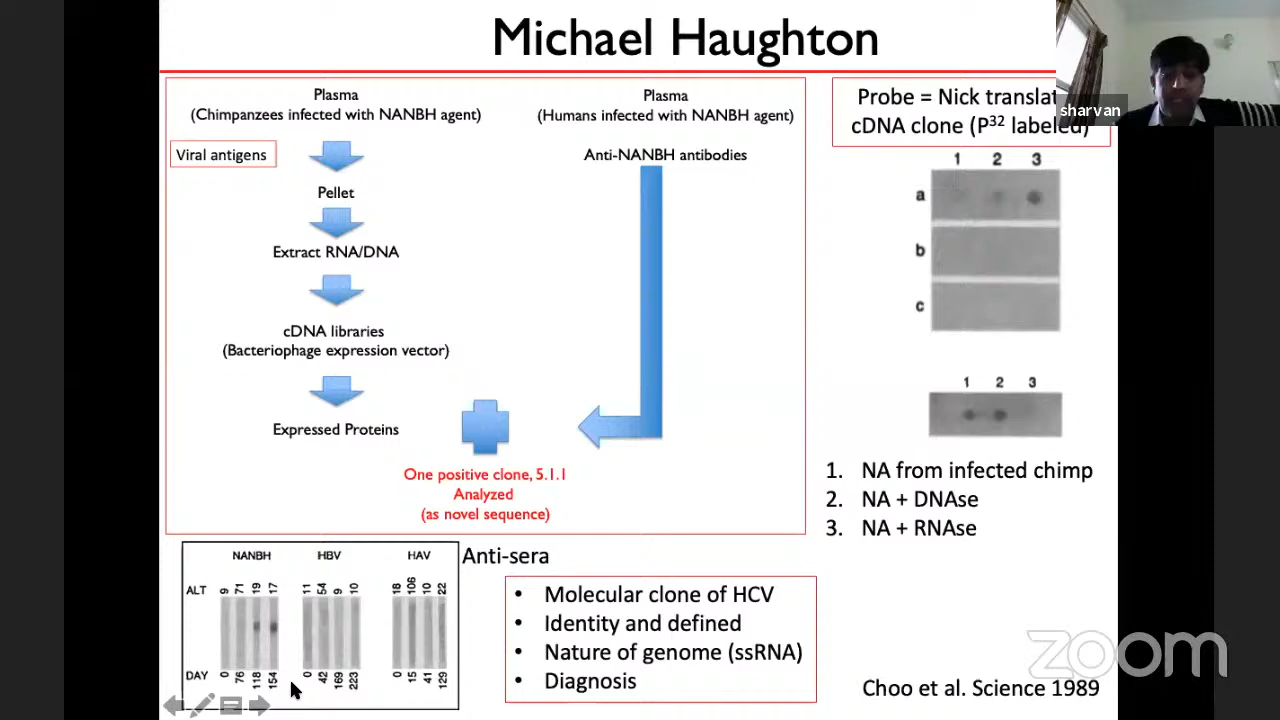 Michael Haughton
Plasma
(Chimpanzees infected with NANBH agent)
Plasma
(Humans infected with NANBH agent)
Viral antigens
Anti-NANBH antibodies
Pellet
Extract RNA/DNA
cDNA libraries
(Bacteriophage expression vector)
Expressed Proteins
One positive clone, 5.1.1
Analyzed
(as novel sequence)
Probe = Nick translat
cDNA clone (P32 labeled)
sharvan
1 2 3
a
b
c
1 2 3
1. NA from infected chimp
2. NA + DNAse
3. NA + RNAse
NANBH HBV HAV
ALT 9 71 19 17 11 54 9 10 18 106 10 22
DAY 0 76 118 154 0 42 169 223 0 15 41 129
Anti-sera
• Molecular clone of HCV
• Identity and defined
• Nature of genome (ssRNA)
• Diagnosis
zoom
Choo et al. Science 1989